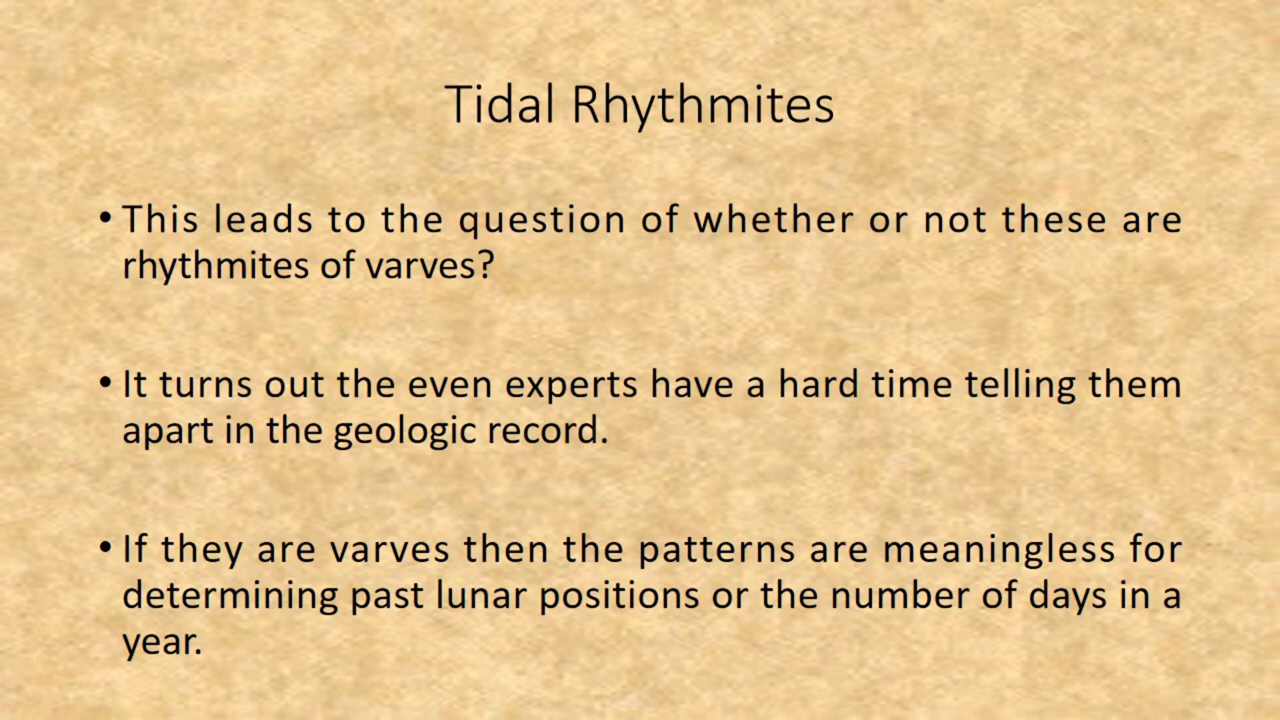 Tidal Rhythmites
• This leads to the question of whether or not these are
rhythmites of varves?
• It turns out the even experts have a hard time telling them
apart in the geologic record.
• If they are varves then the patterns are meaningless for
determining past lunar positions or the number of days in a
year.